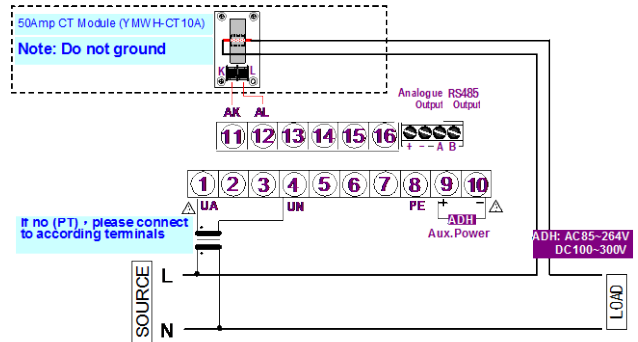 50Amp CT Module (YMWH-CT10A)
Note: Do not ground
K L
AK AL
Analogue RS485
Output Output
11 12 13 14 15 16
+ - - A B -
1 2 3 4 5 6 7 8 9 10
UA UN PE + -
ADH
Aux.Power
If no (PT)，please connect
to according terminals
ADH: AC85~264V
DC100~300V
SOURCE
L
N
LOAD